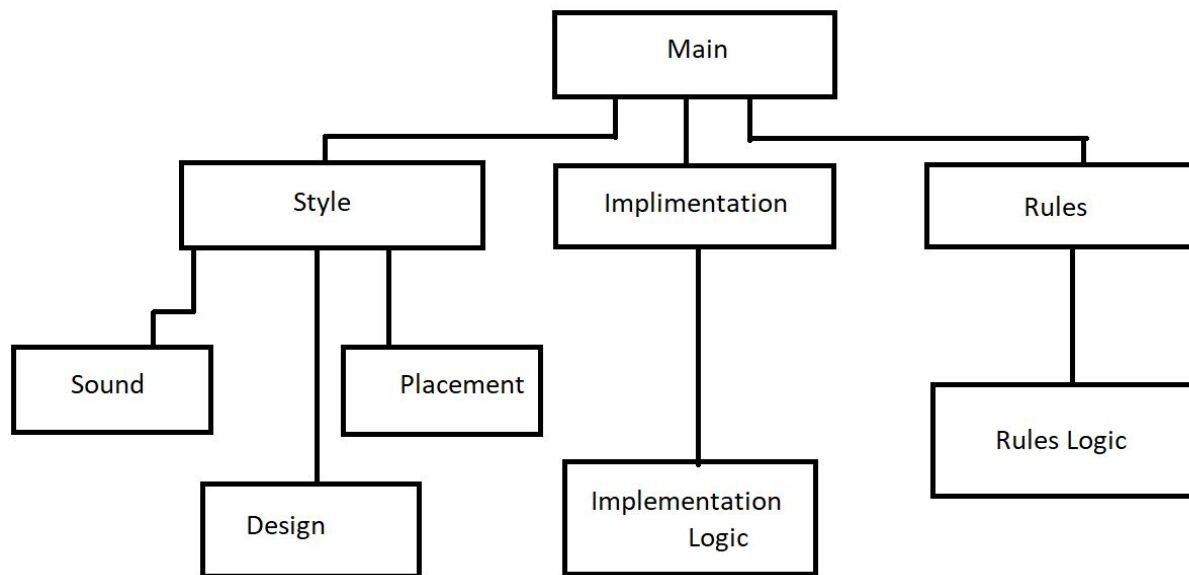 Main
Style
Implimentation
Rules
Sound
Placement
Rules Logic
Implementation
Logic
Design